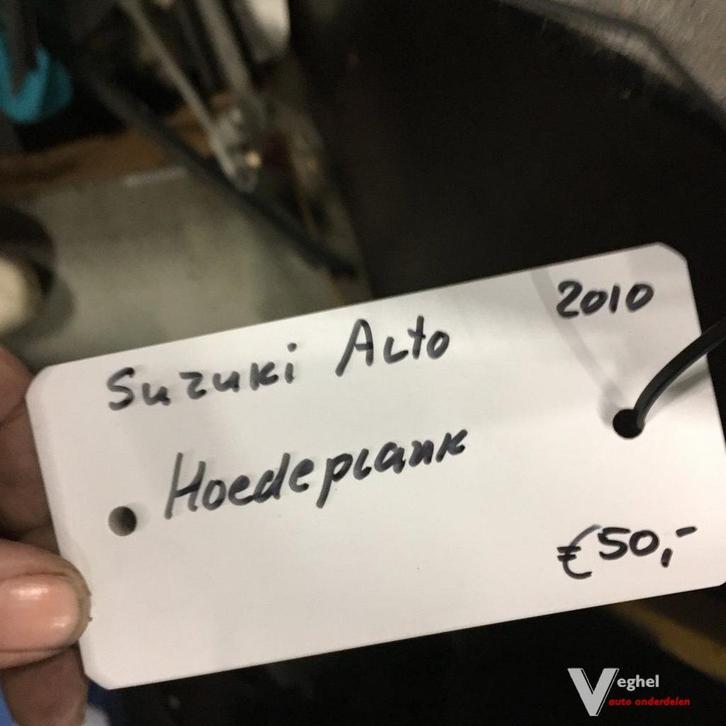 2010
Suzuki Alto
Hoedeplank
€50,-
Veghel
auto onderdelen